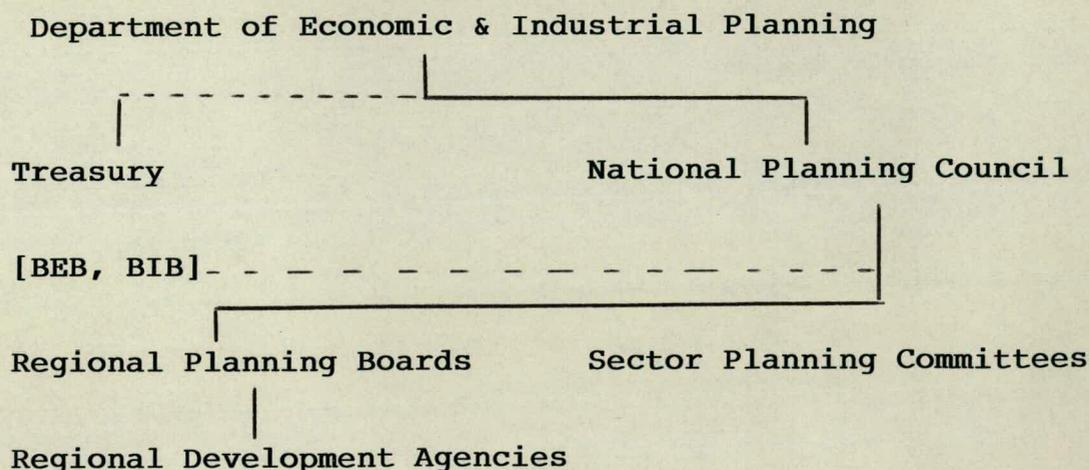 Department of Economic & Industrial Planning
Treasury National Planning Council
[BEB, BIB]
Regional Planning Boards Sector Planning Committees
Regional Development Agencies